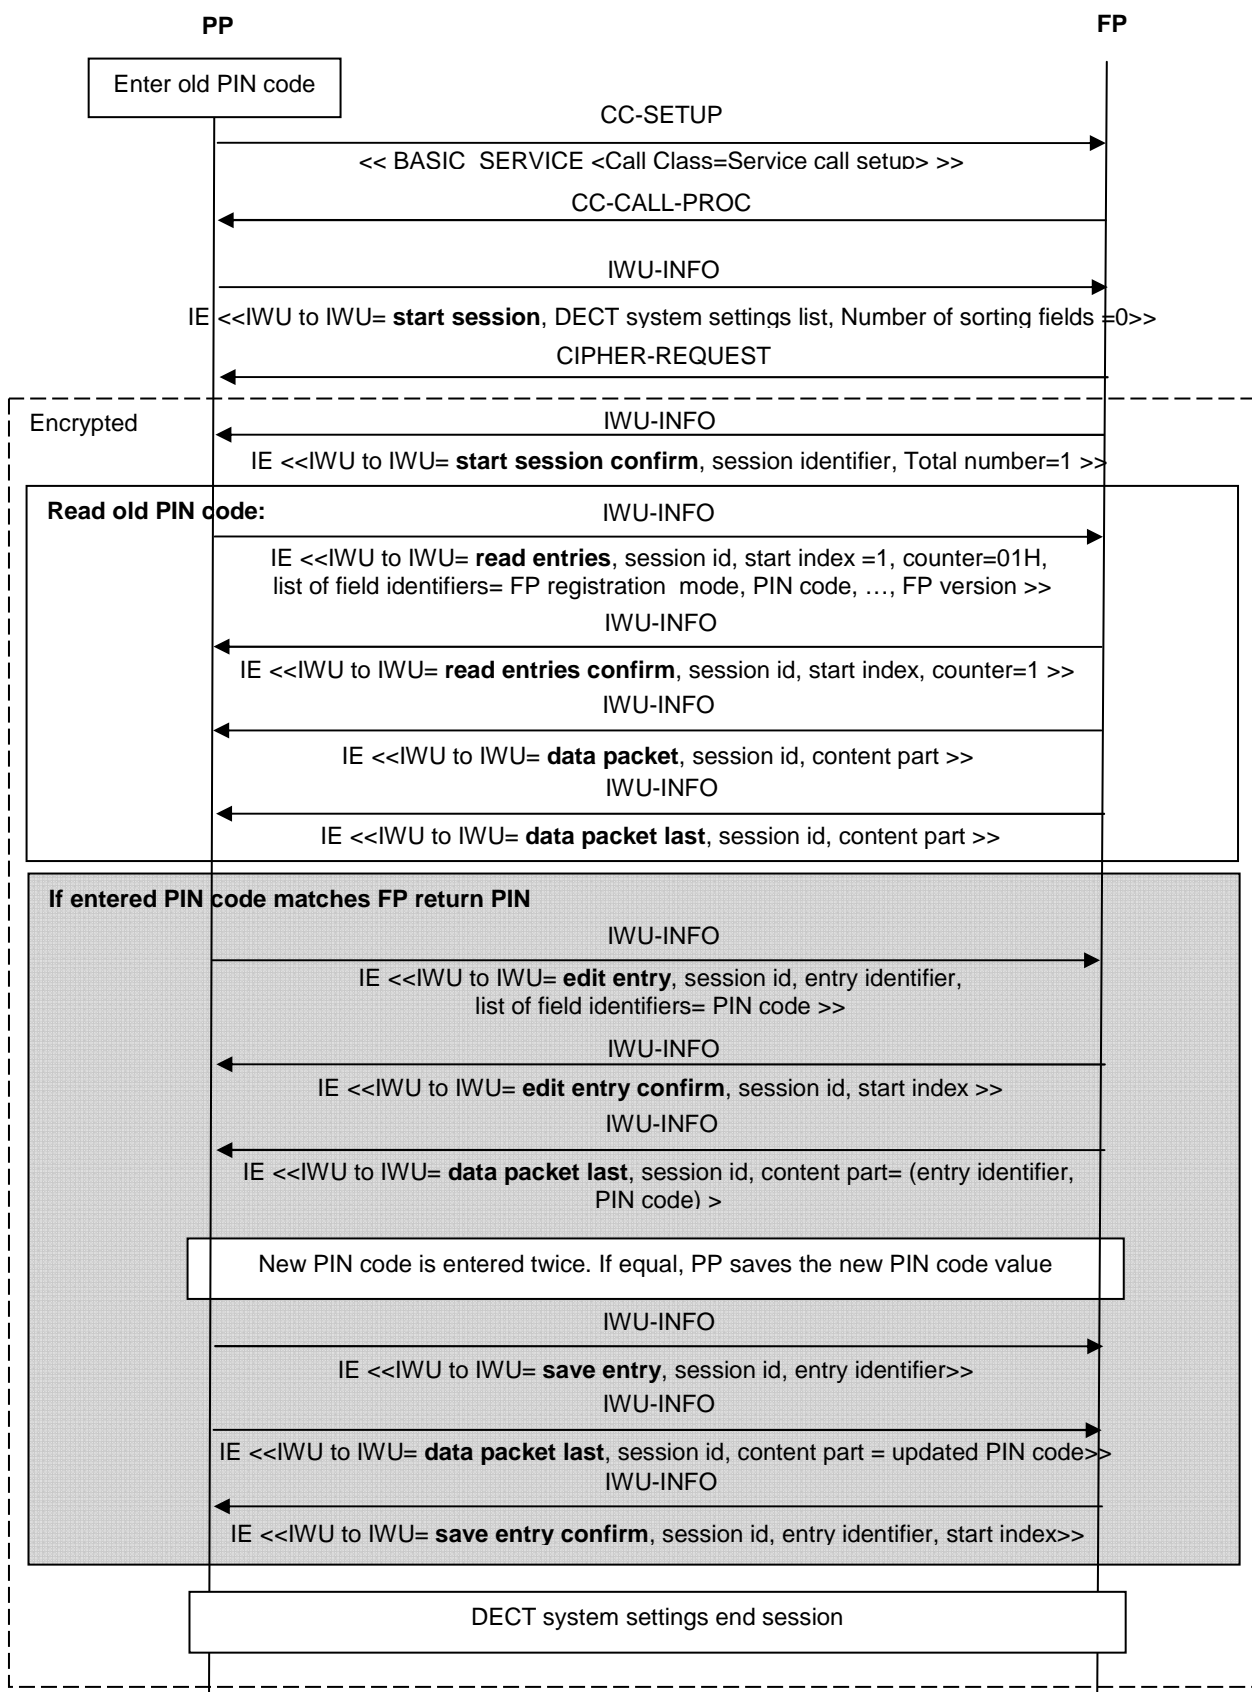 PP
FP
Enter old PIN code
CC-SETUP
<< BASIC_SERVICE <Call Class=Service call setup> >>
CC-CALL-PROC
IWU-INFO
IE <<IWU to IWU= start session, DECT system settings list, Number of sorting fields =0>>
CIPHER-REQUEST
Encrypted
IWU-INFO
IE <<IWU to IWU= start session confirm, session identifier, Total number=1 >>
Read old PIN code:
IWU-INFO
IE <<IWU to IWU= read entries, session id, start index =1, counter=01H,
list of field identifiers= FP registration_mode, PIN code, …, FP version >>
IWU-INFO
IE <<IWU to IWU= read entries confirm, session id, start index, counter=1 >>
IWU-INFO
IE <<IWU to IWU= data packet, session id, content part >>
IWU-INFO
IE <<IWU to IWU= data packet last, session id, content part >>
If entered PIN code matches FP return PIN
IWU-INFO
IE <<IWU to IWU= edit entry, session id, entry identifier,
list of field identifiers= PIN code >>
IWU-INFO
IE <<IWU to IWU= edit entry confirm, session id, start index >>
IWU-INFO
IE <<IWU to IWU= data packet last, session id, content part= (entry identifier,
PIN code) >
New PIN code is entered twice. If equal, PP saves the new PIN code value
IWU-INFO
IE <<IWU to IWU= save entry, session id, entry identifier>>
IWU-INFO
IE <<IWU to IWU= data packet last, session id, content part = updated PIN code>>
IWU-INFO
IE <<IWU to IWU= save entry confirm, session id, entry identifier, start index>>
DECT system settings end session